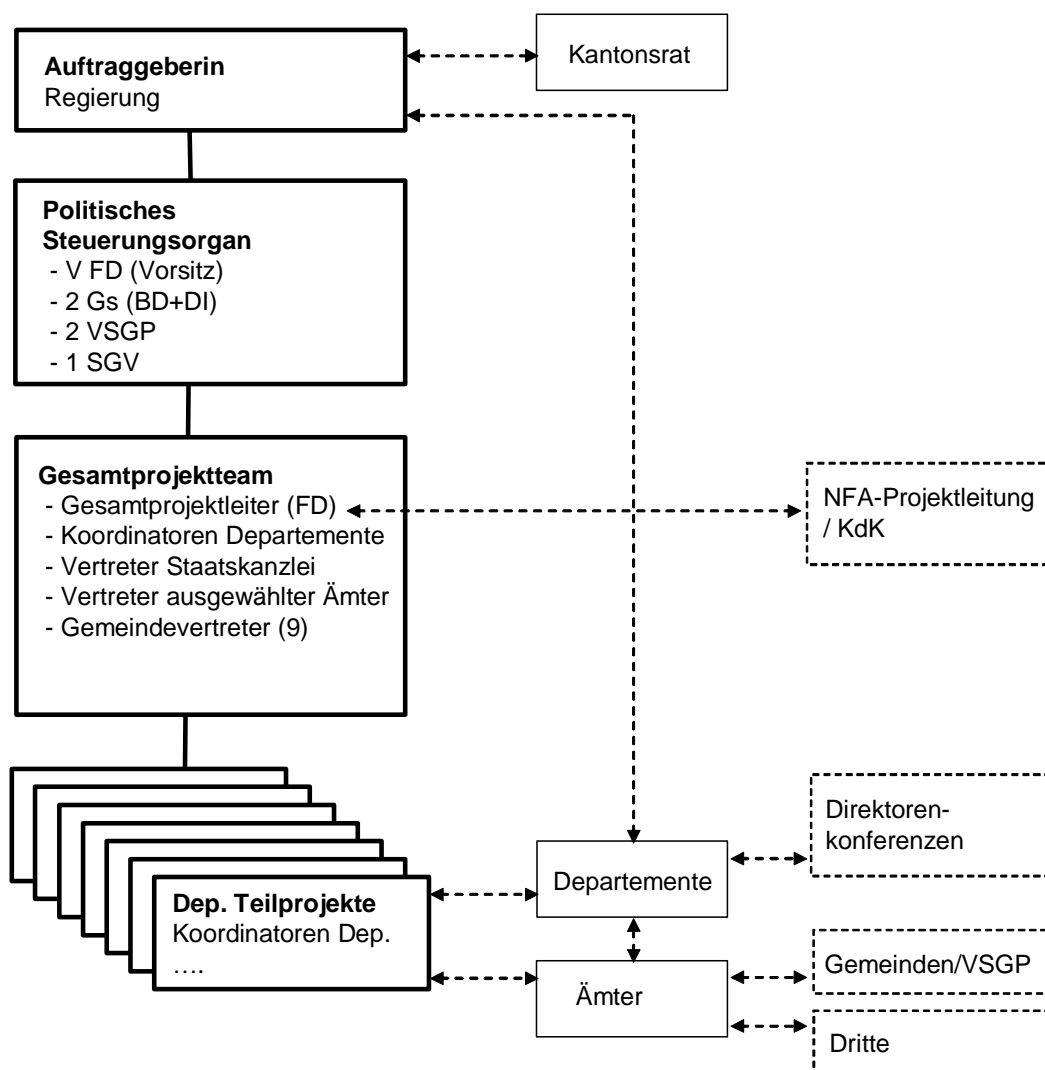 Auftraggeberin
Regierung
Kantonsrat
Politisches
Steuerungsorgan
- V FD (Vorsitz)
- 2 Gs (BD+DI)
- 2 VSGP
- 1 SGV
Gesamtprojektteam
- Gesamtprojektleiter (FD)
- Koordinatoren Departemente
- Vertreter Staatskanzlei
- Vertreter ausgewählter Ämter
- Gemeindevertreter (9)
NFA-Projektleitung
/ KdK
Direktoren-
konferenzen
Departemente
Dep. Teilprojekte
Koordinatoren Dep.
….
Gemeinden/VSGP
Ämter
Dritte